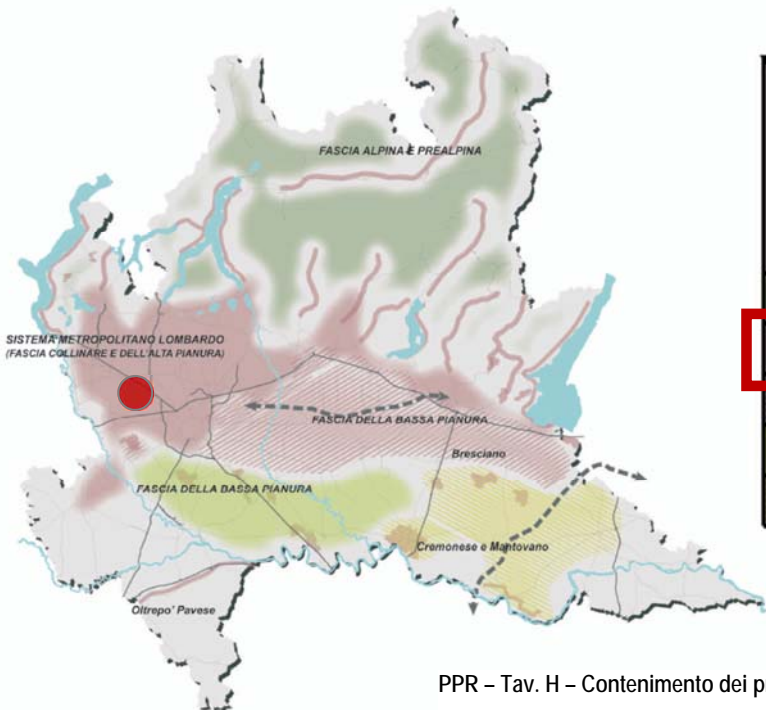 FASCIA ALPINA E PREALPINA
SISTEMA METROPOLITANO LOMBARDO
(FASCIA COLLINARE E DELL'ALTA PIANURA)
FASCIA DELLA BASSA PIANURA
Bresciano
FASCIA DELLA BASSA PIANURA
Cremonese e Mantovano
Oltrepo' Pavese
PPR – Tav. H – Contenimento dei p